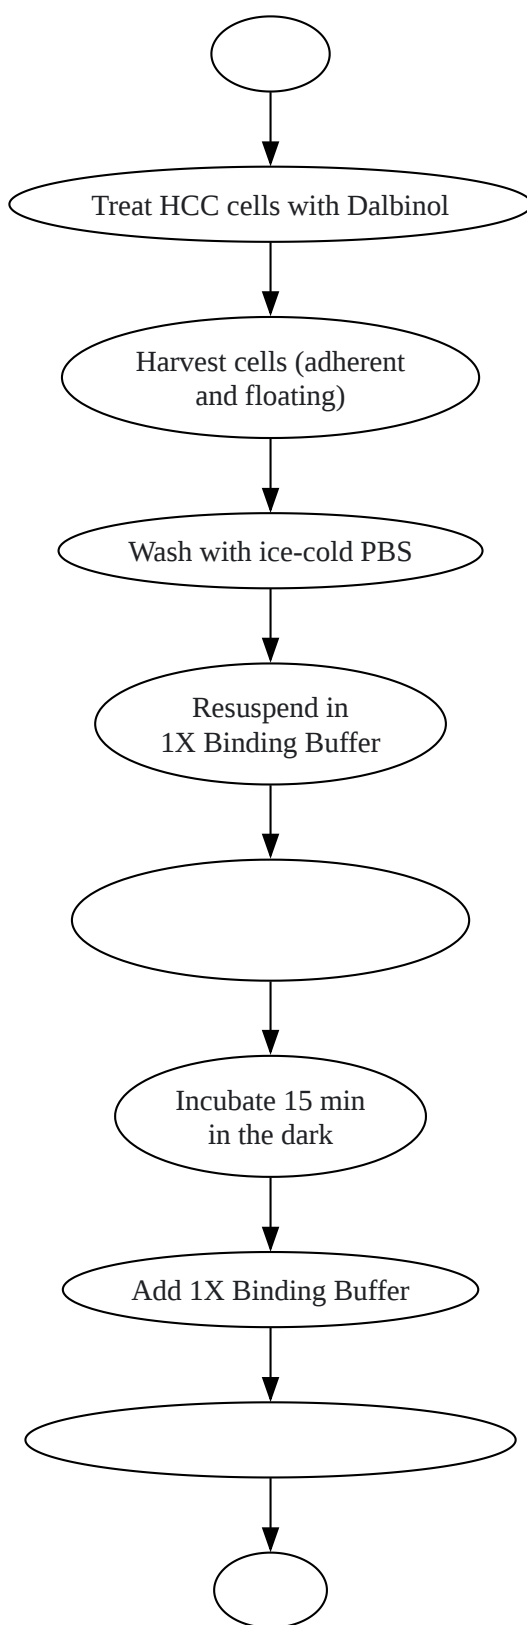 Treat HCC cells with Dalbinol
Harvest cells (adherent
and floating)
Wash with ice-cold PBS
Resuspend in
1X Binding Buffer
Incubate 15 min
in the dark
Add 1X Binding Buffer